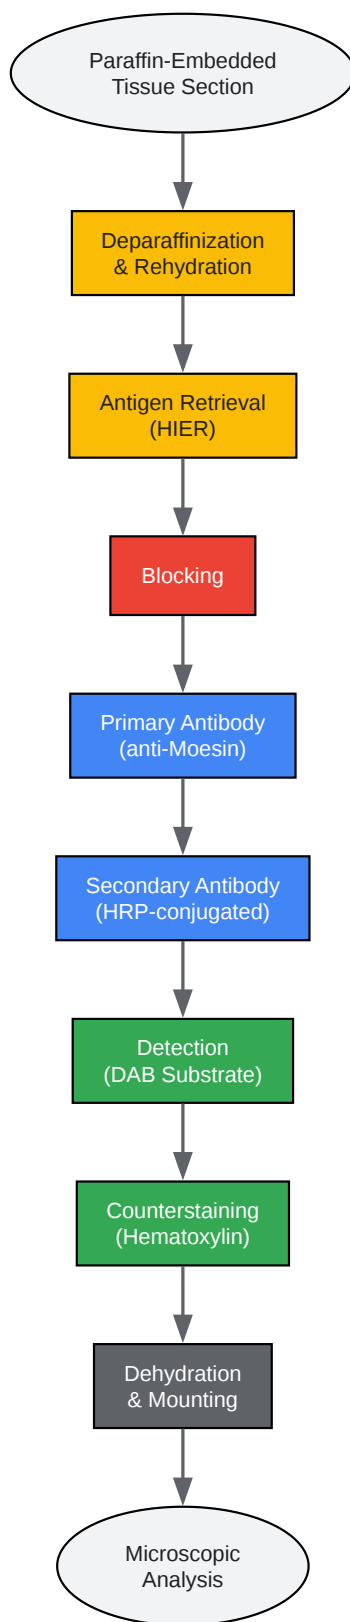 Paraffin-Embedded
Tissue Section
Deparaffinization
& Rehydration
Antigen Retrieval
(HIER)
Blocking
Primary Antibody
(anti-Moesin)
Secondary Antibody
(HRP-conjugated)
Detection
(DAB Substrate)
Counterstaining
(Hematoxylin)
Dehydration
& Mounting
Microscopic
Analysis